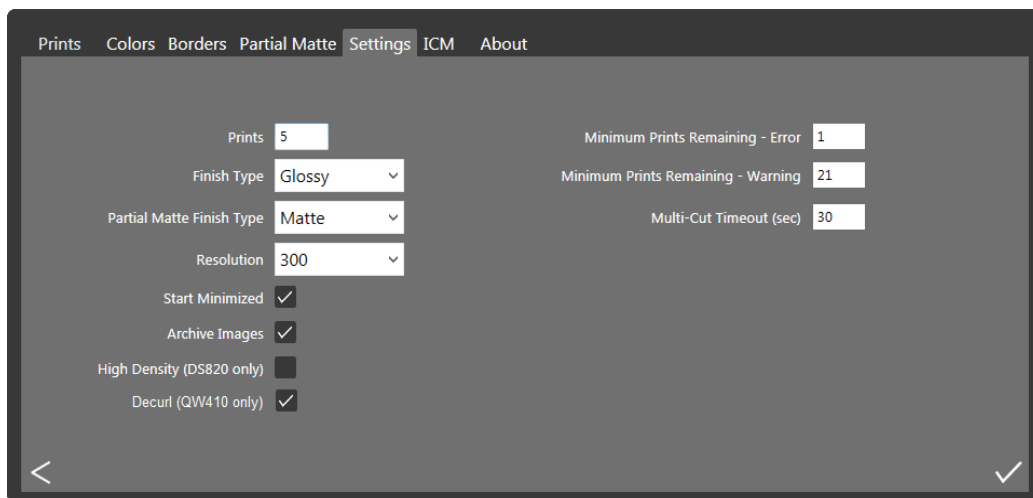 Prints Colors Borders Partial Matte Settings ICM About
Prints 5
Finish Type Glossy
Partial Matte Finish Type Matte
Resolution 300
Start Minimized
Archive Images
High Density (DS820 only)
Decurl (QW410 only)
Minimum Prints Remaining - Error 1
Minimum Prints Remaining - Warning 21
Multi-Cut Timeout (sec) 30